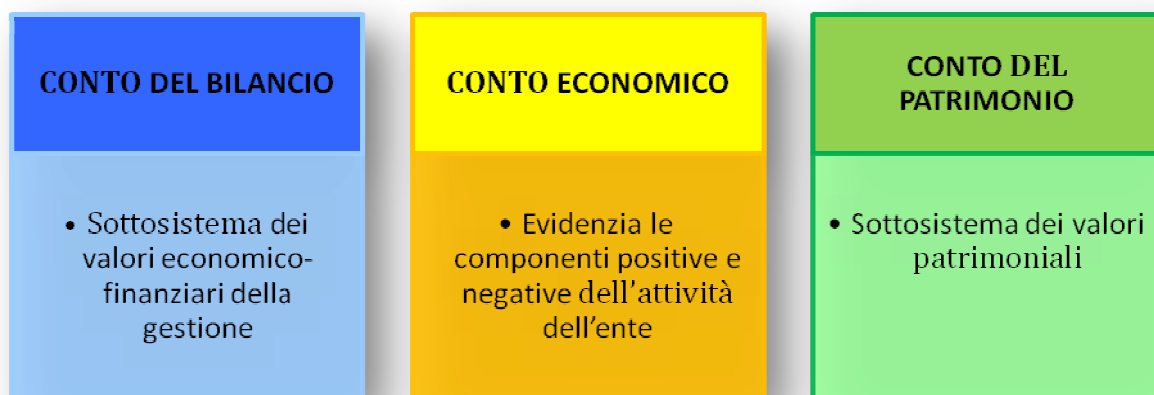 CONTO DEL BILANCIO
• Sottosistema dei
valori economico-
finanziari della
gestione
CONTO ECONOMICO
• Evidenzia le
componenti positive e
negative dell'attività
dell'ente
CONTO DEL
PATRIMONIO
• Sottosistema dei valori
patrimoniali